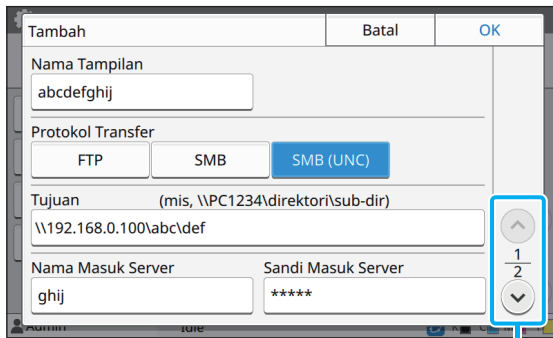 Tambah Batal OK
Nama Tampilan
abcdefghij
Protokol Transfer
FTP SMB SMB (UNC)
Tujuan (mis, \\PC1234\direktori\sub-dir)
\\192.168.0.100\abc\def
1
2
Nama Masuk Server Sandi Masuk Server
ghij *****
Admin Idle